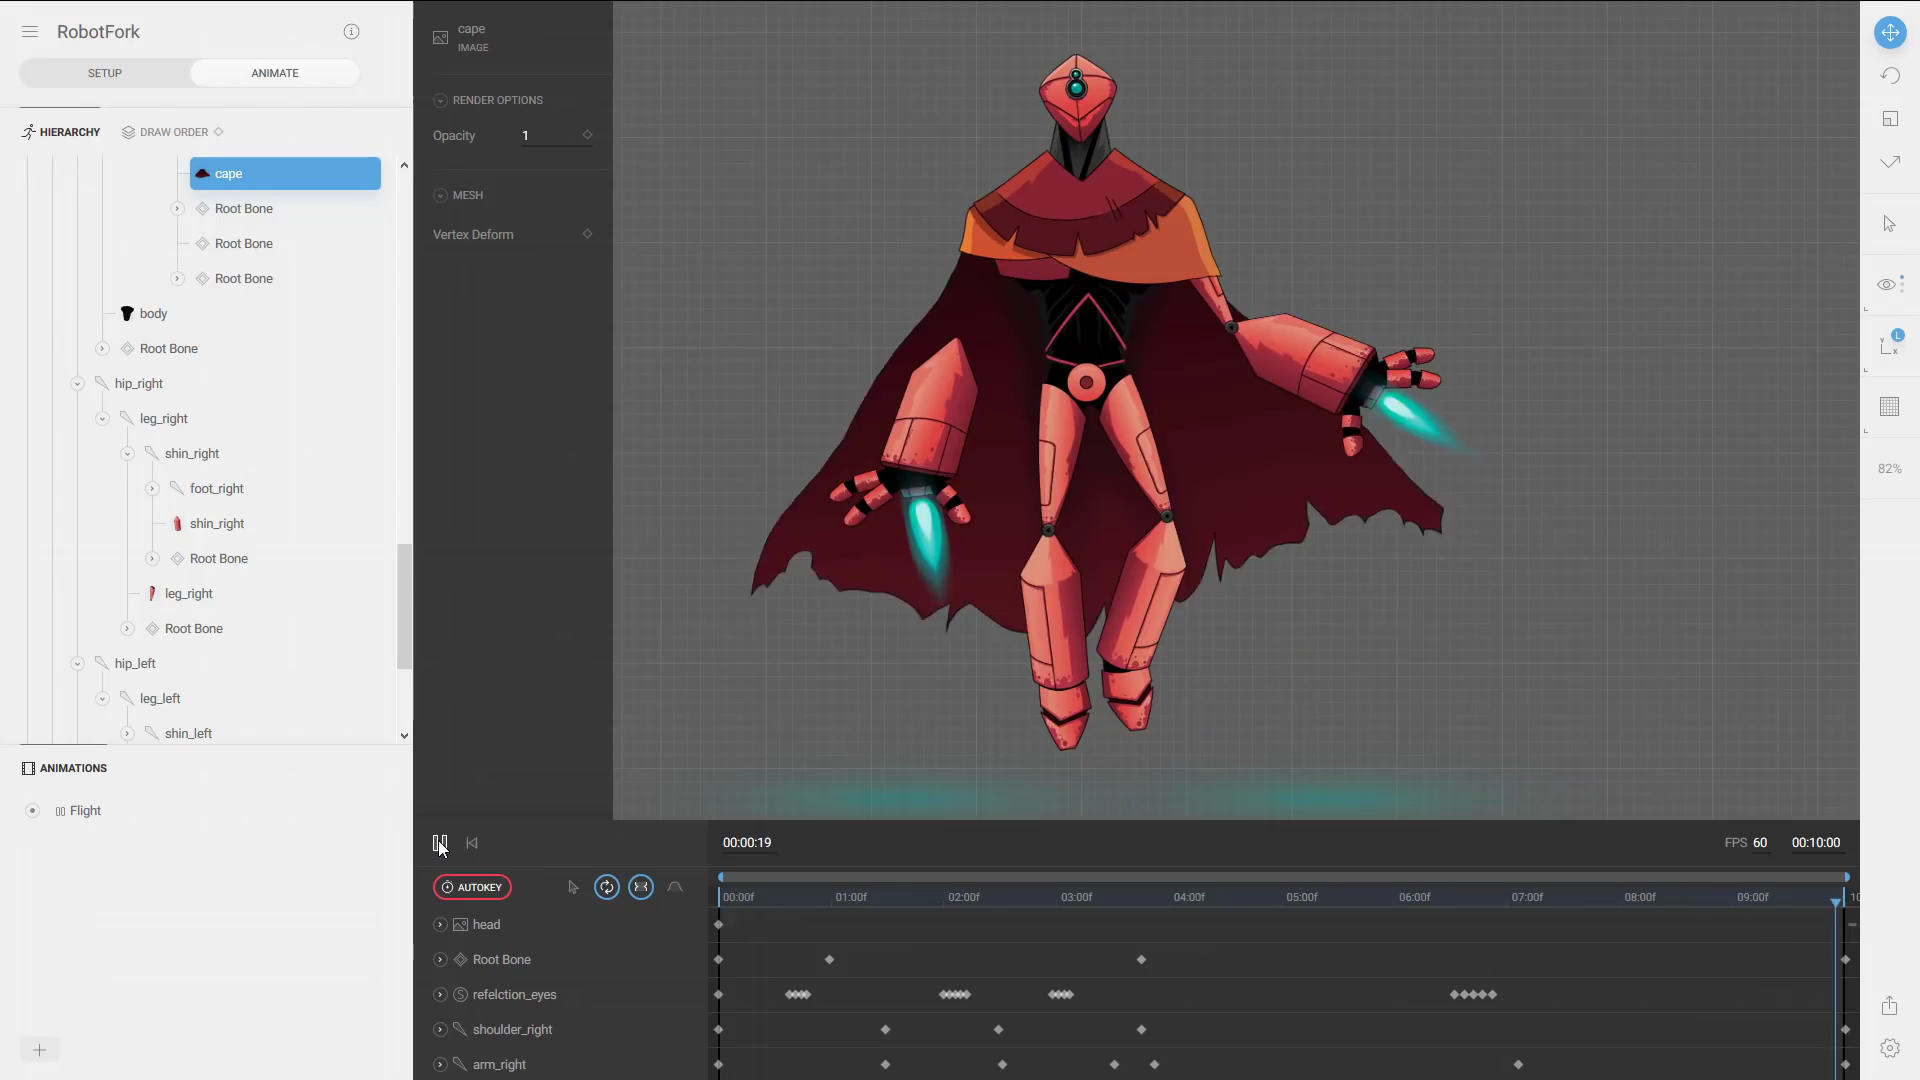 RobotFork
SETUP
ANIMATE
HIERARCHY
DRAW ORDER
cape
Root Bone
Root Bone
Root Bone
body
Root Bone
hip_right
leg_right
shin_right
foot_right
shin_right
Root Bone
leg_right
Root Bone
hip_left
leg_left
shin_left
ANIMATIONS
Flight
cape
IMAGE
RENDER OPTIONS
Opacity 1
MESH
Vertex Deform
L
Y
X
82%
00:00:19
FPS 60
00:10:00
AUTOKEY
00:00f 01:00f 02:00f 03:00f 04:00f 05:00f 06:00f 07:00f 08:00f 09:00f 10
head
Root Bone
S refelction_eyes
shoulder_right
arm_right